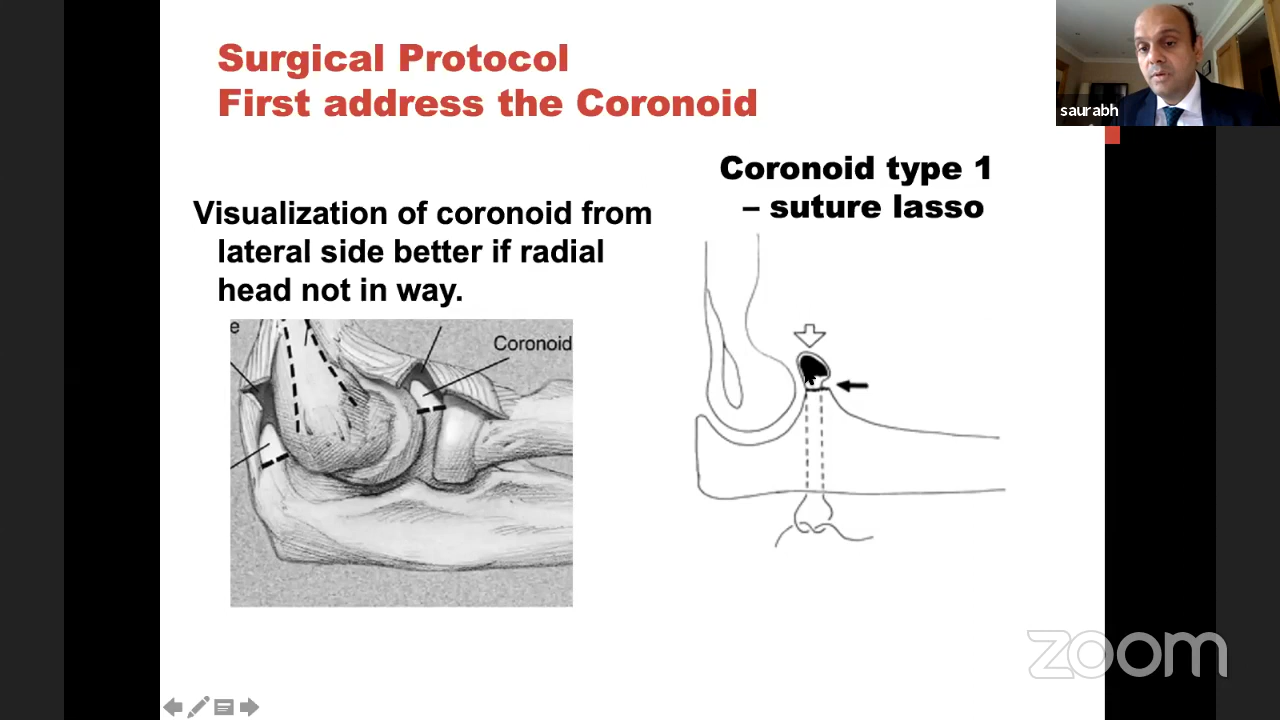 Surgical Protocol
First address the Coronoid
saurabh
Coronoid type 1
– suture lasso
Visualization of coronoid from
lateral side better if radial
head not in way.
e
Coronoid
zoom